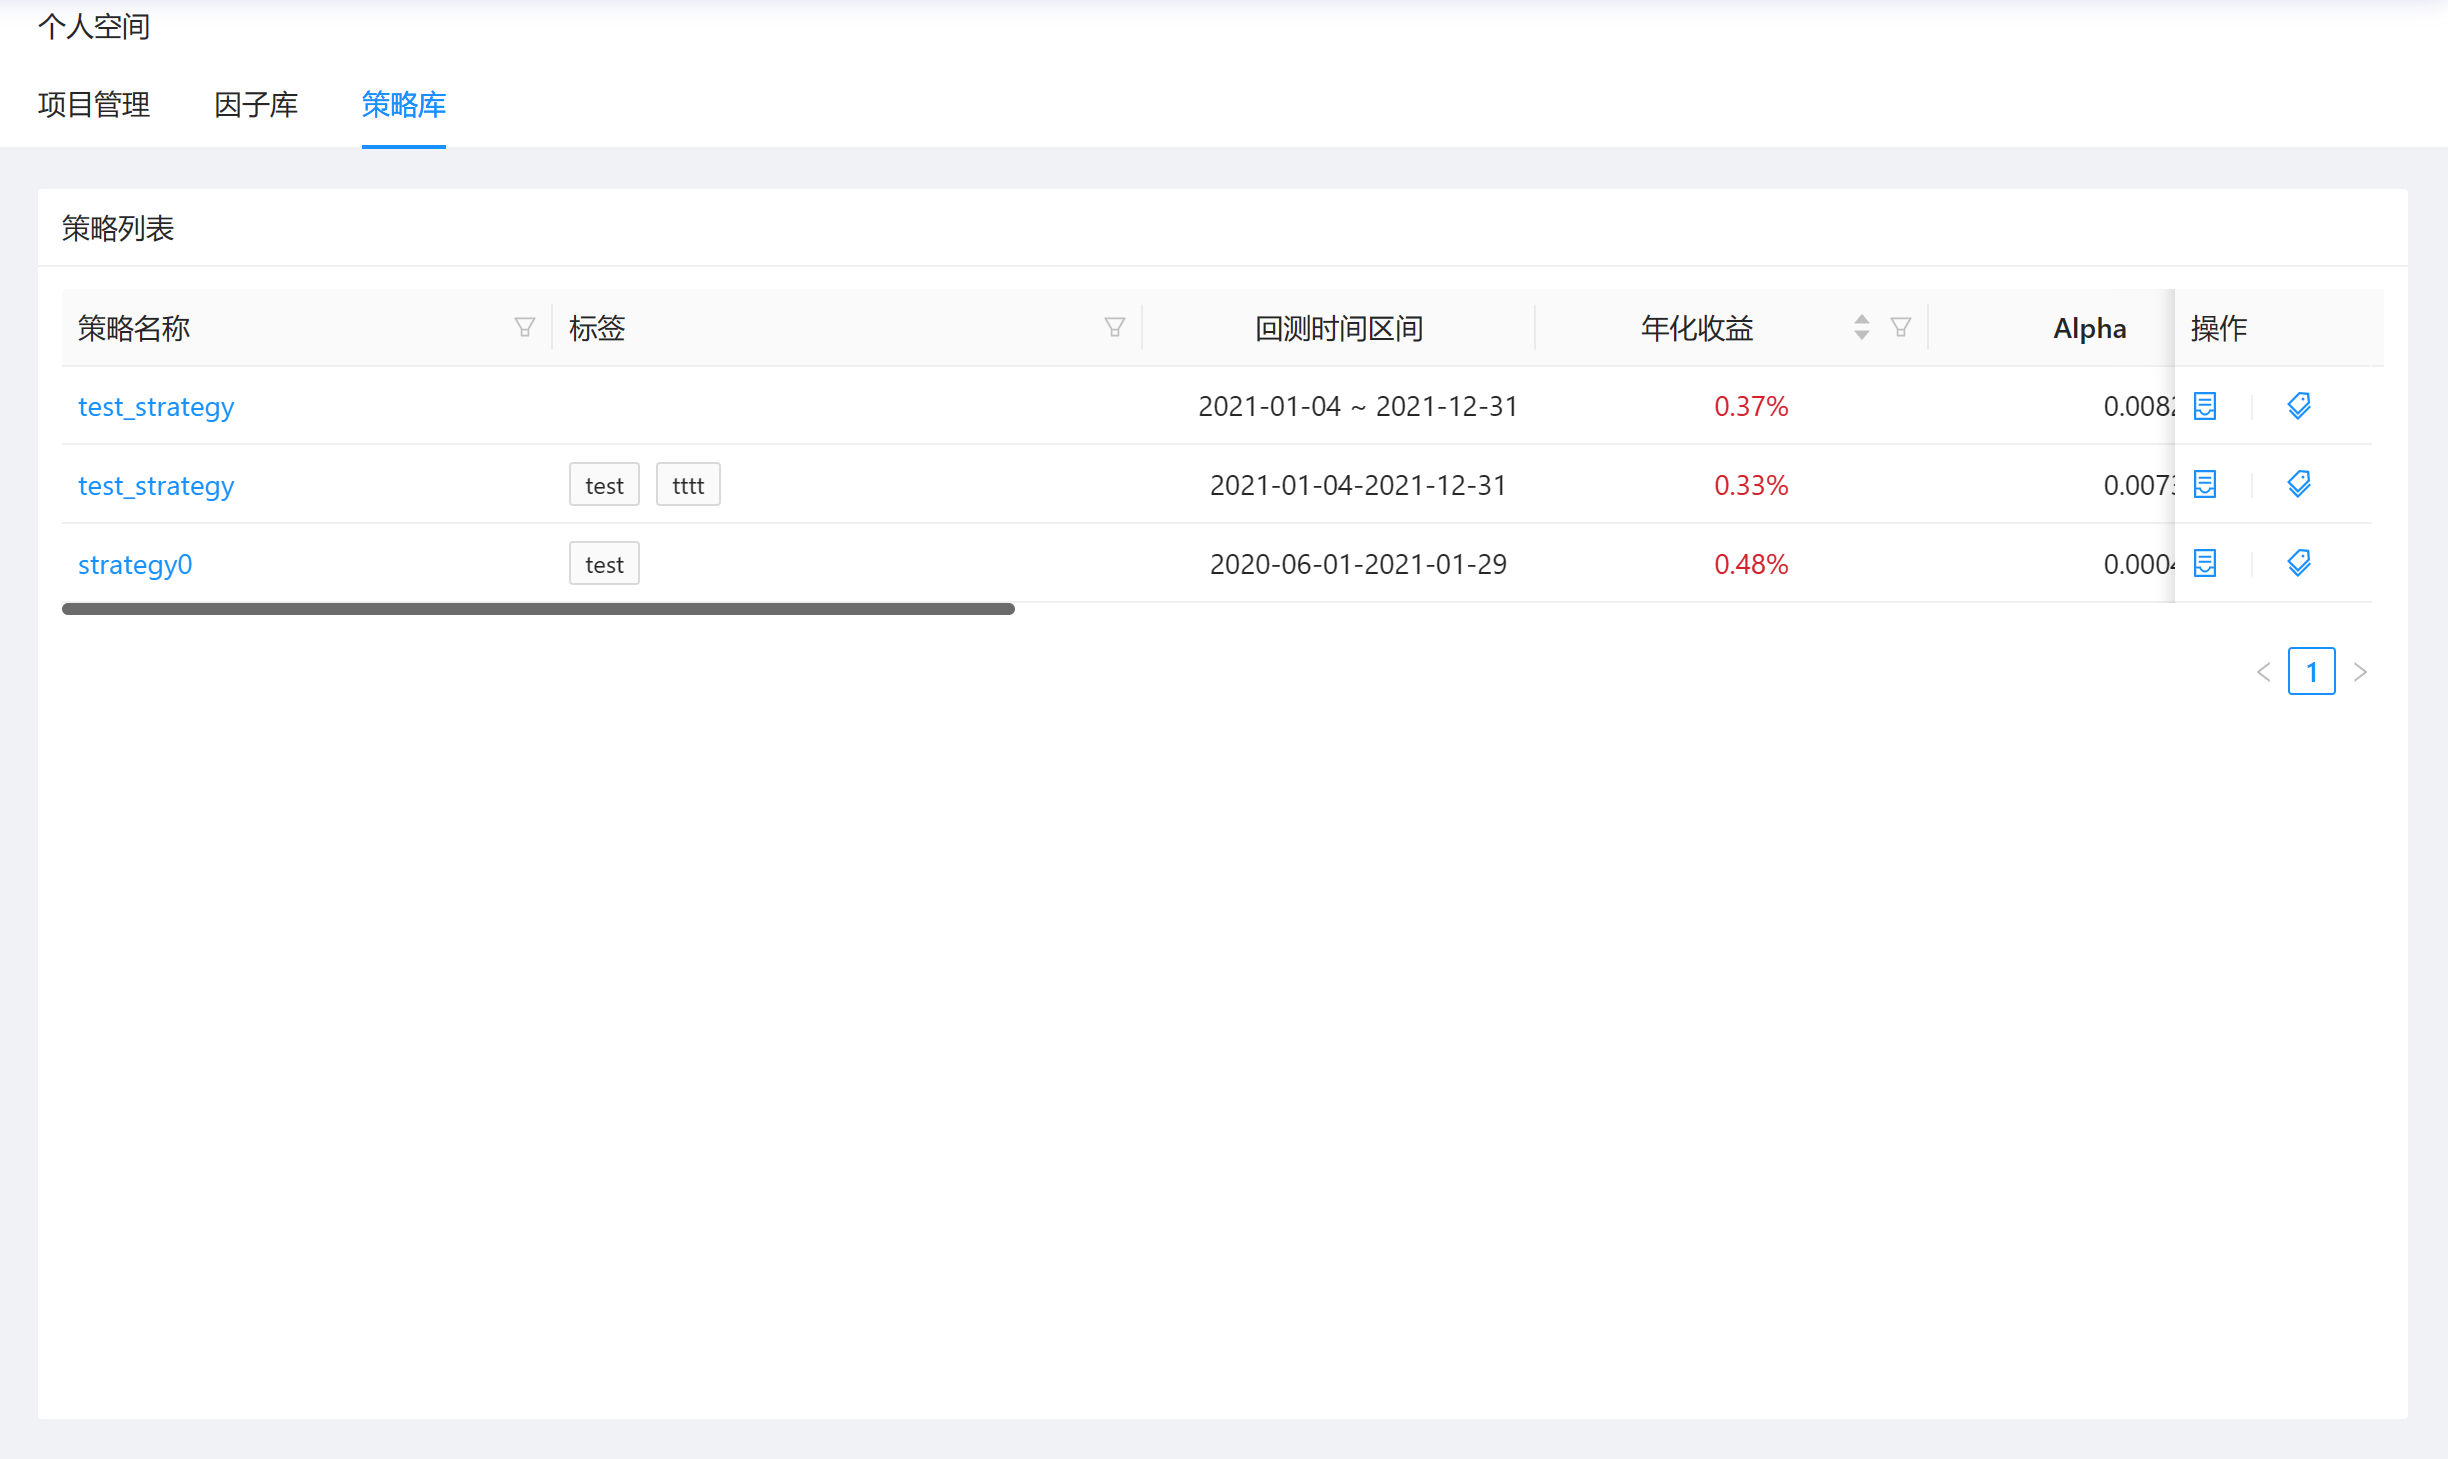 个人空间
项目管理 因子库 策略库
策略列表
策略名称 标签 回测时间区间 年化收益 Alpha 操作
test_strategy 2021-01-04 ~ 2021-12-31 0.37% 0.008
test_strategy test tttt 2021-01-04-2021-12-31 0.33% 0.007
strategy0 test 2020-06-01-2021-01-29 0.48% 0.000
1